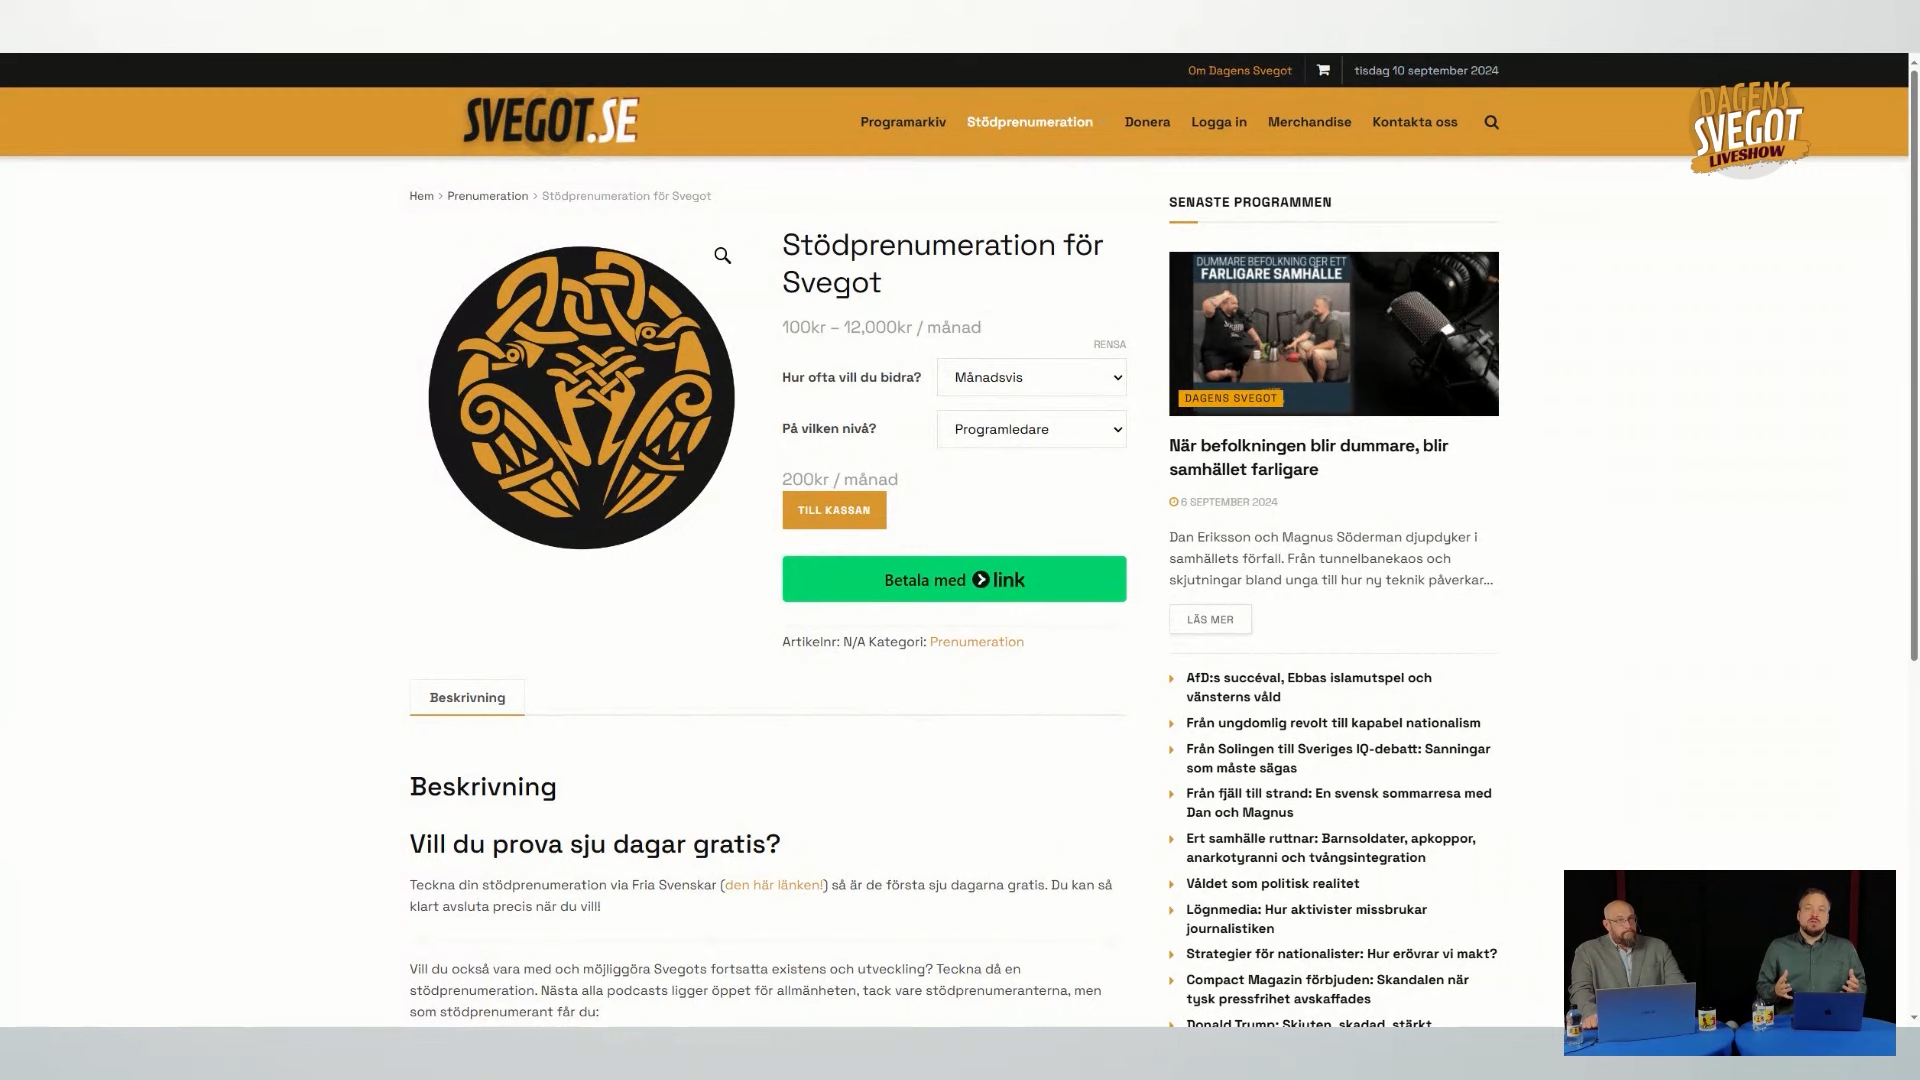 Om Dagens Svegot
tisdag 10 september 2024
SVEGOT.SE
Programarkiv
Stödprenumeration
Donera
Logga in
Merchandise
Kontakta oss
DAGENS
SVEGOT
LIVESHOW
Hem > Prenumeration > Stödprenumeration för Svegot
Stödprenumeration för
Svegot
100kr – 12,000kr / månad
RENSA
Hur ofta vill du bidra?
Månadsvis
På vilken nivå?
Programledare
200kr / månad
TILL KASSAN
Betala med link
Artikelnr: N/A Kategori: Prenumeration
Beskrivning
Beskrivning
Vill du prova sju dagar gratis?
Teckna din stödprenumeration via Fria Svenskar (den här länken!) så är de första sju dagarna gratis. Du kan så
klart avsluta precis när du vill!
Vill du också vara med och möjliggöra Svegots fortsatta existens och utveckling? Teckna då en
stödprenumeration. Nästa alla podcasts ligger öppet för allmänheten, tack vare stödprenumeranterna, men
som stödprenumerant får du:
SENASTE PROGRAMMEN
DUMMARE BEFOLKNING GER ETT
FARLIGARE SAMHÄLLE
DAGENS SVEGOT
När befolkningen blir dummare, blir
samhället farligare
6 SEPTEMBER 2024
Dan Eriksson och Magnus Söderman djupdyker i
samhällets förfall. Från tunnelbanekaos och
skjutningar bland unga till hur ny teknik påverkar...
LÄS MER
AfD:s succéval, Ebbas islamutspel och
vänsterns våld
Från ungdomlig revolt till kapabel nationalism
Från Solingen till Sveriges IQ-debatt: Sanningar
som måste sägas
Från fjäll till strand: En svensk sommarresa med
Dan och Magnus
Ert samhälle ruttnar: Barnsoldater, apkoppor,
anarkotyranni och tvångsintegration
Våldet som politisk realitet
Lögnmedia: Hur aktivister missbrukar
journalistiken
Strategier för nationalister: Hur erövrar vi makt?
Compact Magazin förbjuden: Skandalen när
tysk pressfrihet avskaffades
Donald Trump: Skjuten, skadad, stärkt